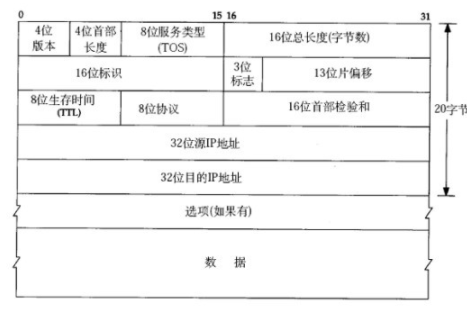 0 15 16 31
4位版本 4位首部长度 8位服务类型(TOS) 16位总长度(字节数)
16位标识 3位标志 13位片偏移
8位生存时间(TTL) 8位协议 16位首部检验和
20字节
32位源IP地址
32位目的IP地址
选项(如果有)
数 据